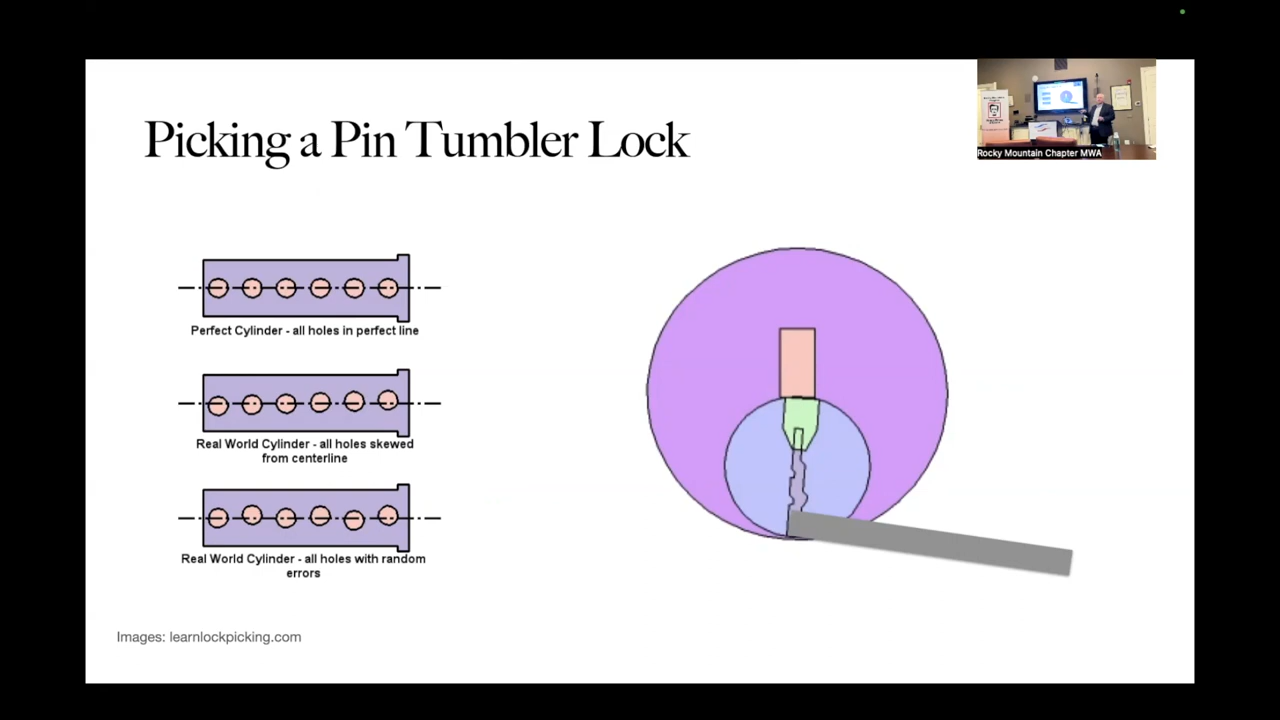 Picking a Pin Tumbler Lock
Rocky Mountain Chapter MWA
Perfect Cylinder - all holes in perfect line
Real World Cylinder - all holes skewed
from centerline
Real World Cylinder - all holes with random
errors
Images: learnlockpicking.com